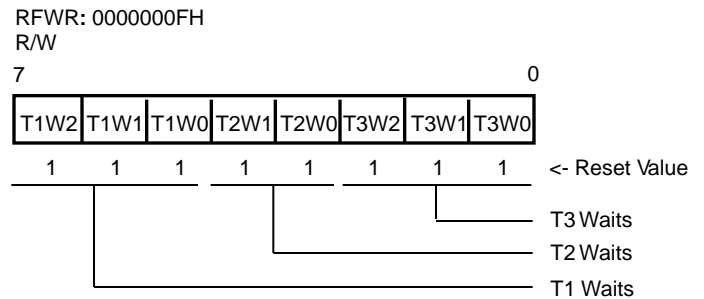 RFWR: 0000000FH
R/W
7 0
T1W2 T1W1 T1W0 T2W1 T2W0 T3W2 T3W1 T3W0
1 1 1 1 1 1 1 1 <- Reset Value
T3 Waits
T2 Waits
T1 Waits